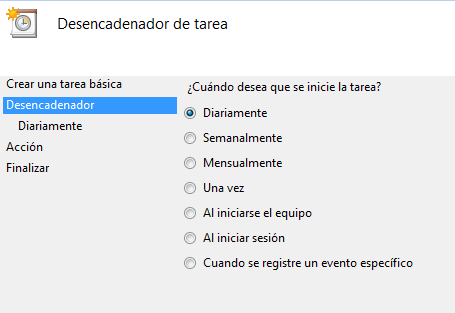 Desencadenador de tarea
Crear una tarea básica
Desencadenador
Diariamente
Acción
Finalizar
¿Cuándo desea que se inicie la tarea?
Diariamente
Semanalmente
Mensualmente
Una vez
Al iniciarse el equipo
Al iniciar sesión
Cuando se registre un evento específico